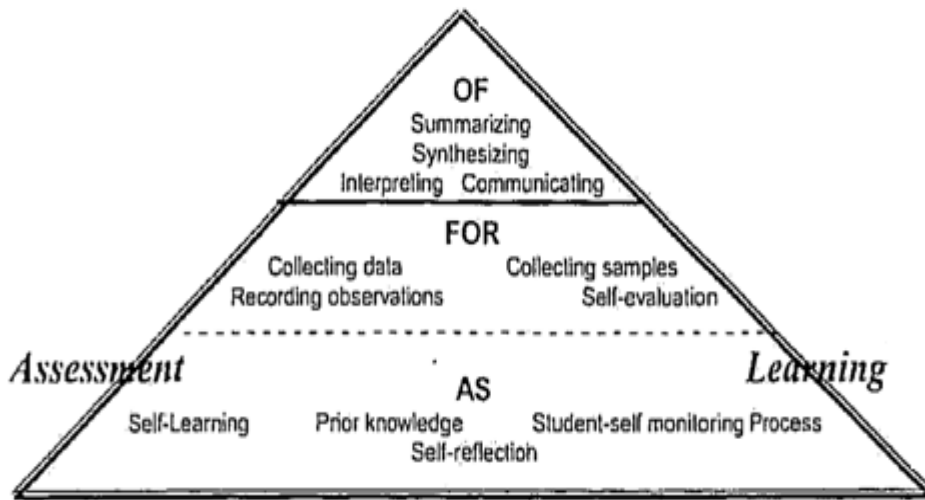 OF
Summarizing
Synthesizing
Interpreting Communicating
FOR
Collecting data Collecting samples
Recording observations Self-evaluation
Assessment Learning
AS
Self-Learning Prior knowledge Student-self monitoring Process
Self-reflection